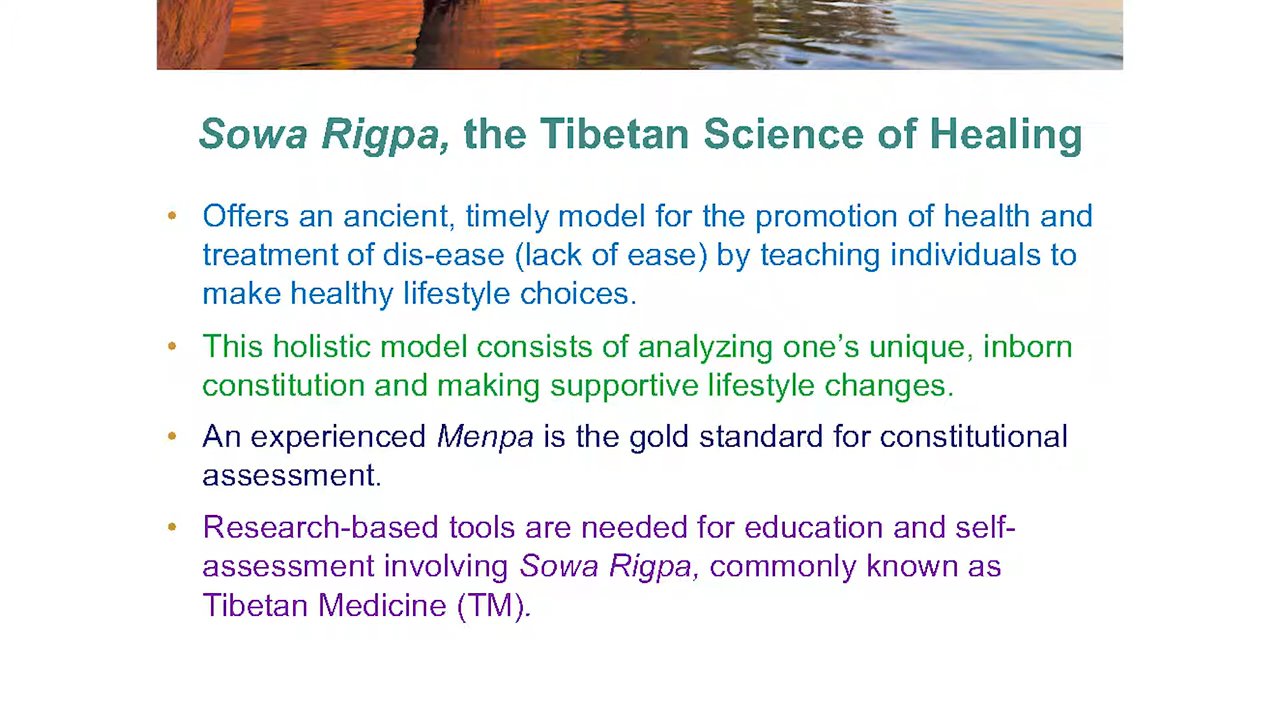 Sowa Rigpa, the Tibetan Science of Healing
• Offers an ancient, timely model for the promotion of health and
treatment of dis-ease (lack of ease) by teaching individuals to
make healthy lifestyle choices.
• This holistic model consists of analyzing one’s unique, inborn
constitution and making supportive lifestyle changes.
• An experienced Menpa is the gold standard for constitutional
assessment.
• Research-based tools are needed for education and self-
assessment involving Sowa Rigpa, commonly known as
Tibetan Medicine (TM).